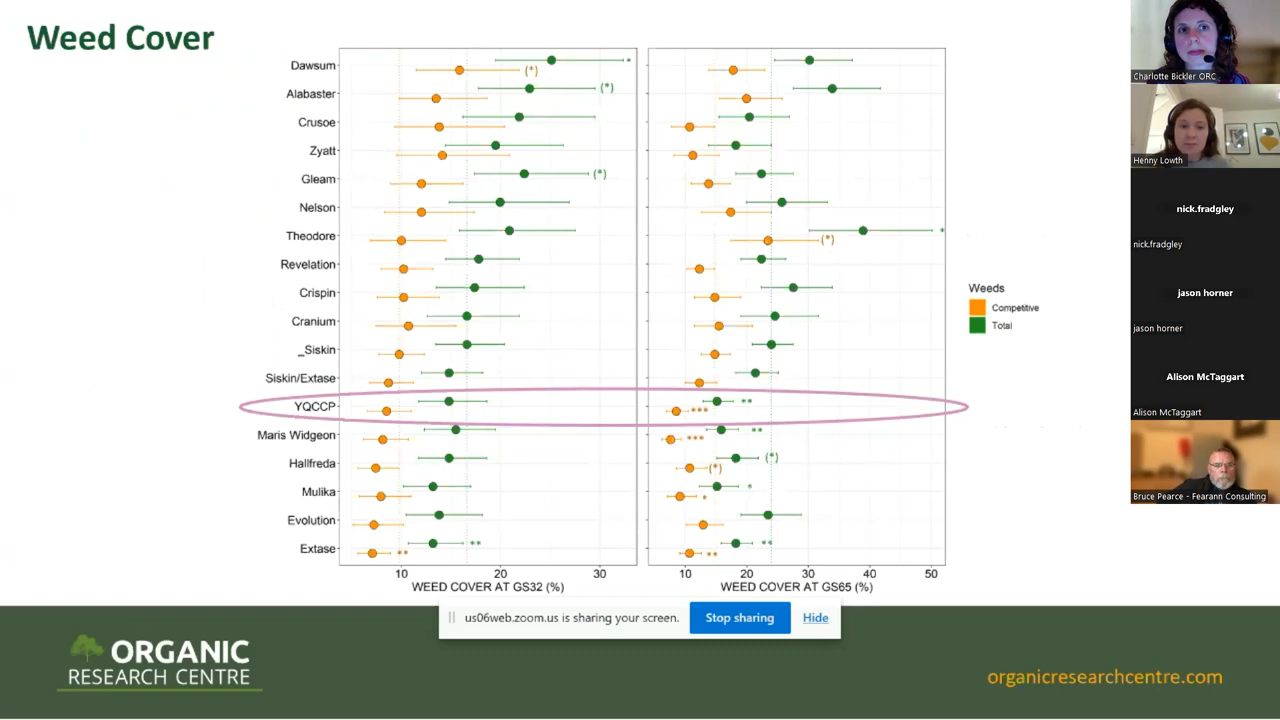 Weed Cover
Dawsum
Alabaster
Crusoe
Zyatt
Gleam
Nelson
Theodore
Revelation
Crispin
Cranium
_Siskin
Siskin/Extase
YQCCP
Maris Widgeon
Hallfreda
Mulika
Evolution
Extase
*
(*)
(*)
(*)
**
**
*
(*)
**
***
**
***
(*)
(*)
*
*
**
**
10 20 30
WEED COVER AT GS32 (%)
10 20 30 40 50
WEED COVER AT GS65 (%)
Weeds
Competitive
Total
us06web.zoom.us is sharing your screen.
Stop sharing
Hide
ORGANIC
RESEARCH CENTRE
organicresearchcentre.com
Charlotte Bickler ORC
Henny Lowth
nick.fradgley
nick.fradgley
jason horner
jason horner
Alison McTaggart
Alison McTaggart
Bruce Pearce - Fearann Consulting